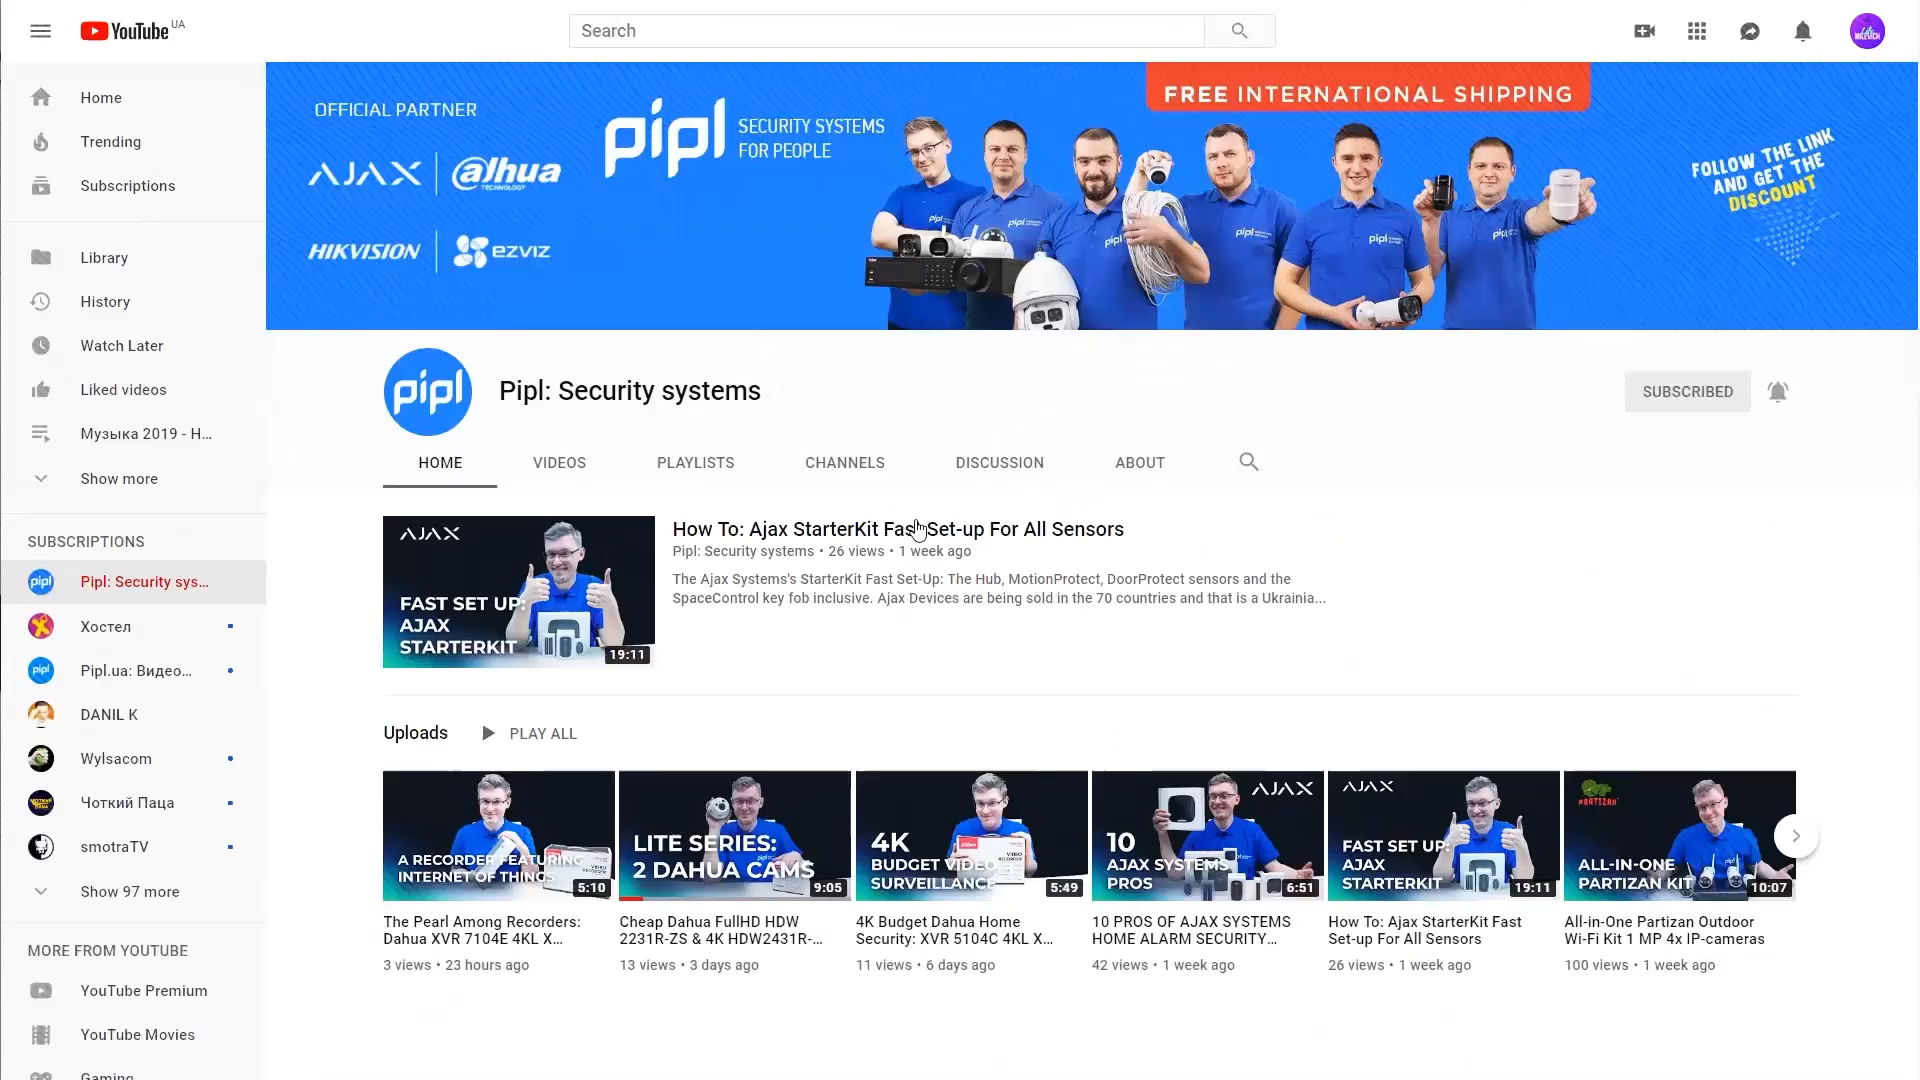 YouTube UA
Search
Home
Trending
Subscriptions
Library
History
Watch Later
Liked videos
Музыка 2019 - Н...
Show more
SUBSCRIPTIONS
Pipl: Security sys...
Хостел
Pipl.ua: Видео...
DANIL K
Wylsacom
Чоткий Паца
smotraTV
Show 97 more
MORE FROM YOUTUBE
YouTube Premium
YouTube Movies
Gaming
OFFICIAL PARTNER
AJAX
alhua
TECHNOLOGY
HIKVISION
ezviz
pipl
SECURITY SYSTEMS
FOR PEOPLE
FREE INTERNATIONAL SHIPPING
FOLLOW THE LINK
AND GET THE
DISCOUNT
pipl
Pipl: Security systems
SUBSCRIBED
HOME VIDEOS PLAYLISTS CHANNELS DISCUSSION ABOUT
AJAX
FAST SET UP:
AJAX
STARTERKIT
19:11
How To: Ajax StarterKit Fast Set-up For All Sensors
Pipl: Security systems • 26 views • 1 week ago
The Ajax Systems's StarterKit Fast Set-Up: The Hub, MotionProtect, DoorProtect sensors and the
SpaceControl key fob inclusive. Ajax Devices are being sold in the 70 countries and that is a Ukrainia...
Uploads PLAY ALL
A RECORDER FEATURING
INTERNET OF THINGS
5:10
The Pearl Among Recorders:
Dahua XVR 7104E 4KL X...
3 views • 23 hours ago
LITE SERIES:
2 DAHUA CAMS
9:05
Cheap Dahua FullHD HDW
2231R-ZS & 4K HDW2431R-...
13 views • 3 days ago
4K
BUDGET VIDEO
SURVEILLANCE
5:49
4K Budget Dahua Home
Security: XVR 5104C 4KL X...
11 views • 6 days ago
AJAX
10
AJAX SYSTEMS
PROS
6:51
10 PROS OF AJAX SYSTEMS
HOME ALARM SECURITY...
42 views • 1 week ago
AJAX
FAST SET UP:
AJAX
STARTERKIT
19:11
How To: Ajax StarterKit Fast
Set-up For All Sensors
26 views • 1 week ago
PARTIZAN
ALL-IN-ONE
PARTIZAN KIT
10:07
All-in-One Partizan Outdoor
Wi-Fi Kit 1 MP 4x IP-cameras
100 views • 1 week ago